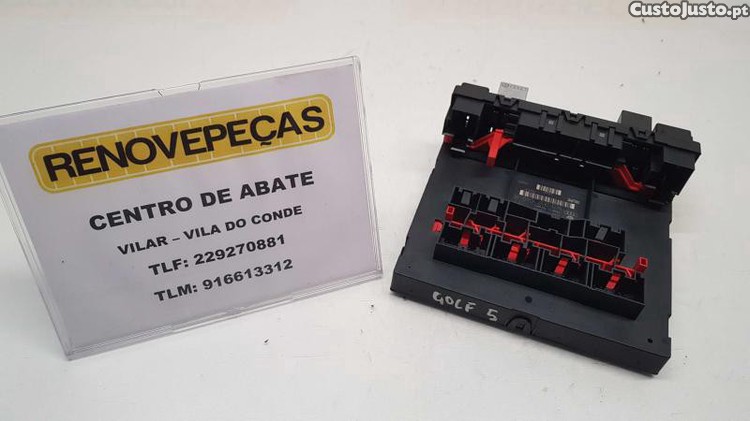 CustoJusto.pt
RENOVEPEÇAS
CENTRO DE ABATE
VILAR – VILA DO CONDE
TLF: 229270881
TLM: 916613312
GOLF 5